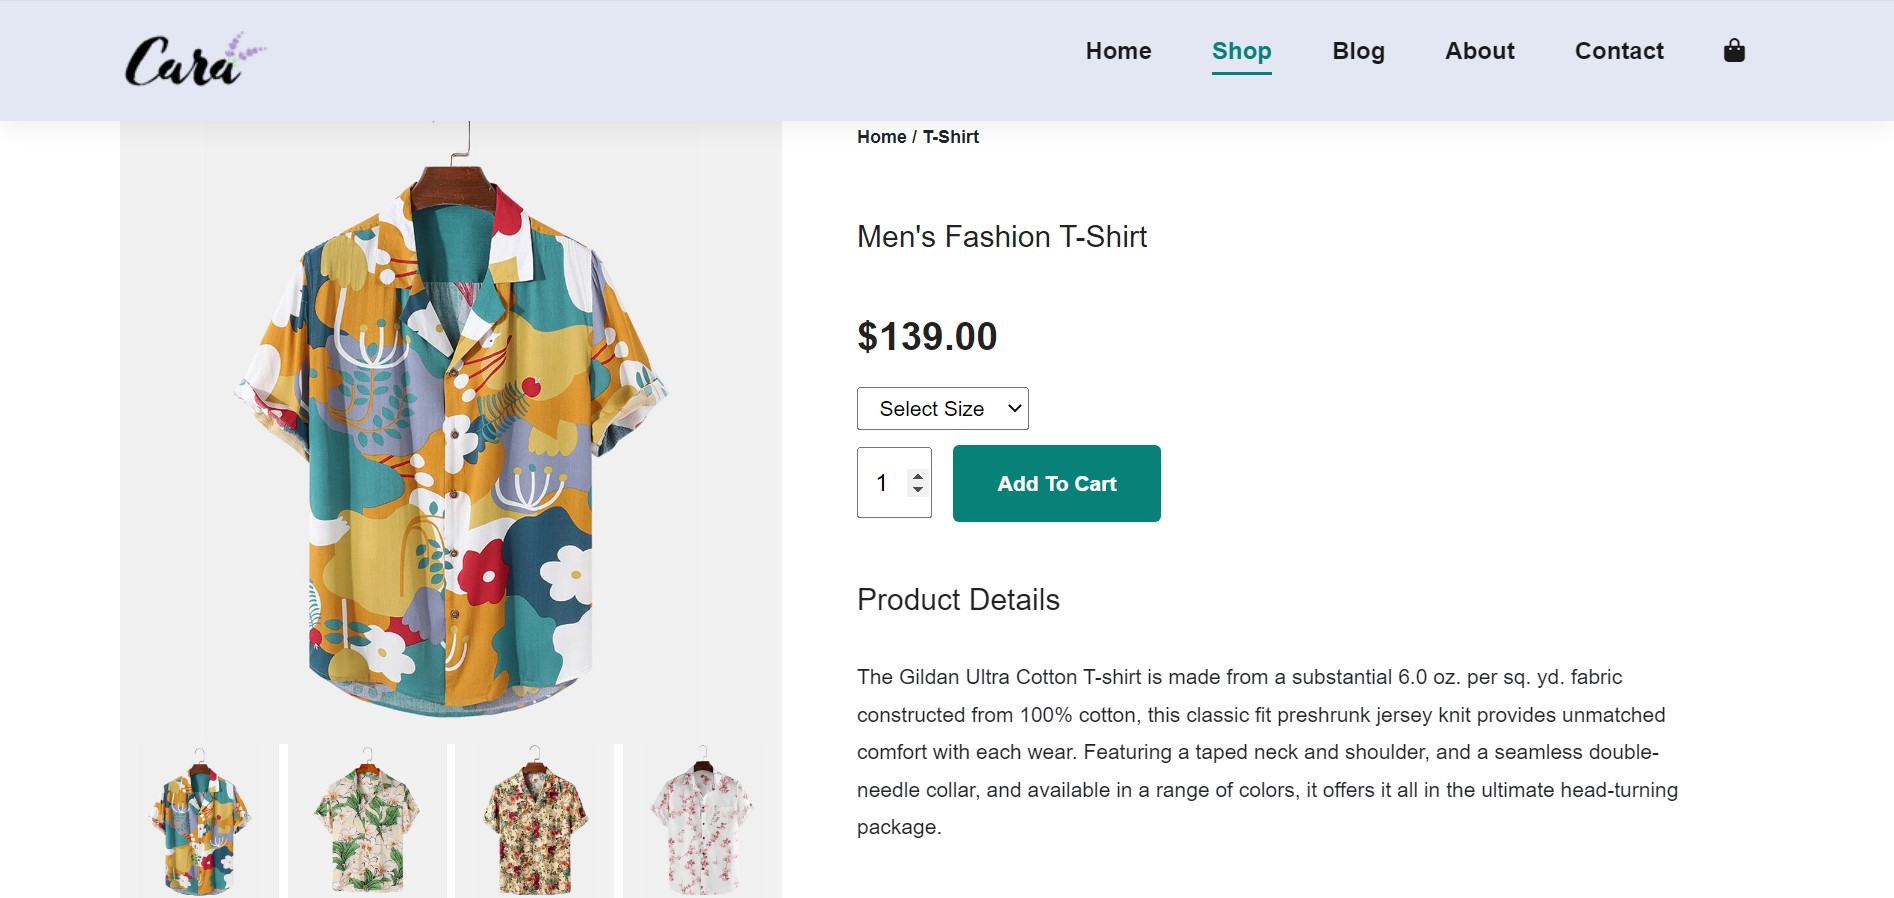 Cara
Home Shop Blog About Contact
Home / T-Shirt
Men's Fashion T-Shirt
$139.00
Select Size
1
Add To Cart
Product Details
The Gildan Ultra Cotton T-shirt is made from a substantial 6.0 oz. per sq. yd. fabric
constructed from 100% cotton, this classic fit preshrunk jersey knit provides unmatched
comfort with each wear. Featuring a taped neck and shoulder, and a seamless double-
needle collar, and available in a range of colors, it offers it all in the ultimate head-turning
package.